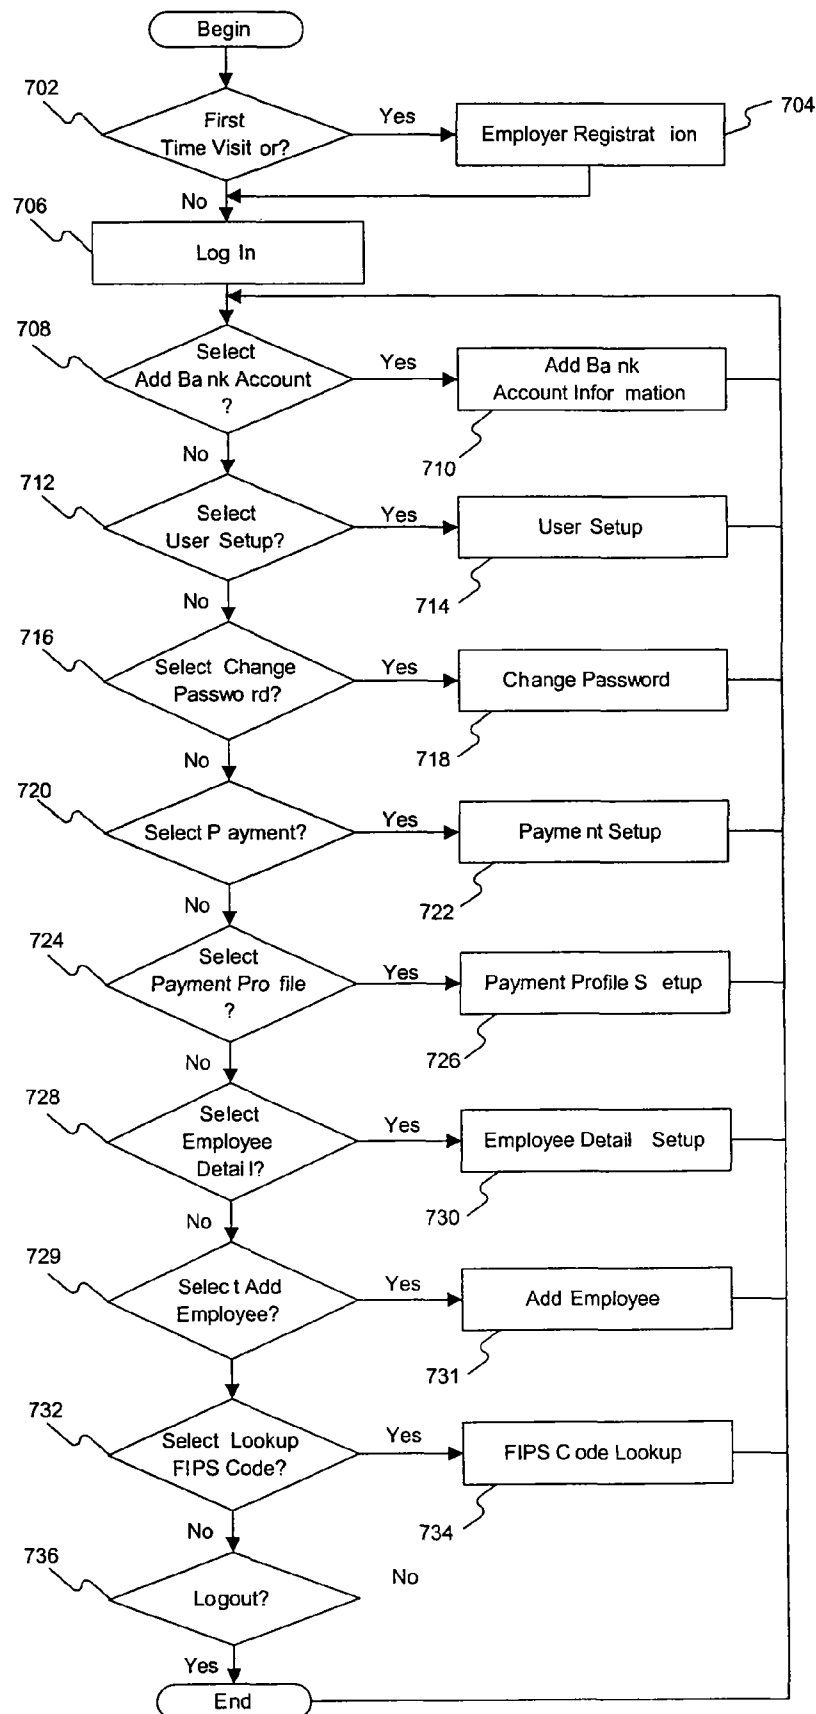 Begin
702
First
Time Visit or?
Yes
Employer Registrat ion
704
No
706
Log In
708
Select
Add Ba nk Account
?
Yes
Add Ba nk
Account Infor mation
710
No
712
Select
User Setup?
Yes
User Setup
714
No
716
Select Change
Passwo rd?
Yes
Change Password
718
No
720
Select P ayment?
Yes
Payme nt Setup
722
No
724
Select
Payment Pro file
?
Yes
Payment Profile S etup
726
No
728
Select
Employee
Detai l?
Yes
Employee Detail Setup
730
No
729
Selec t Add
Employee?
Yes
Add Employee
731
732
Select Lookup
FIPS Code?
Yes
FIPS C ode Lookup
734
No
736
Logout?
No
Yes
End